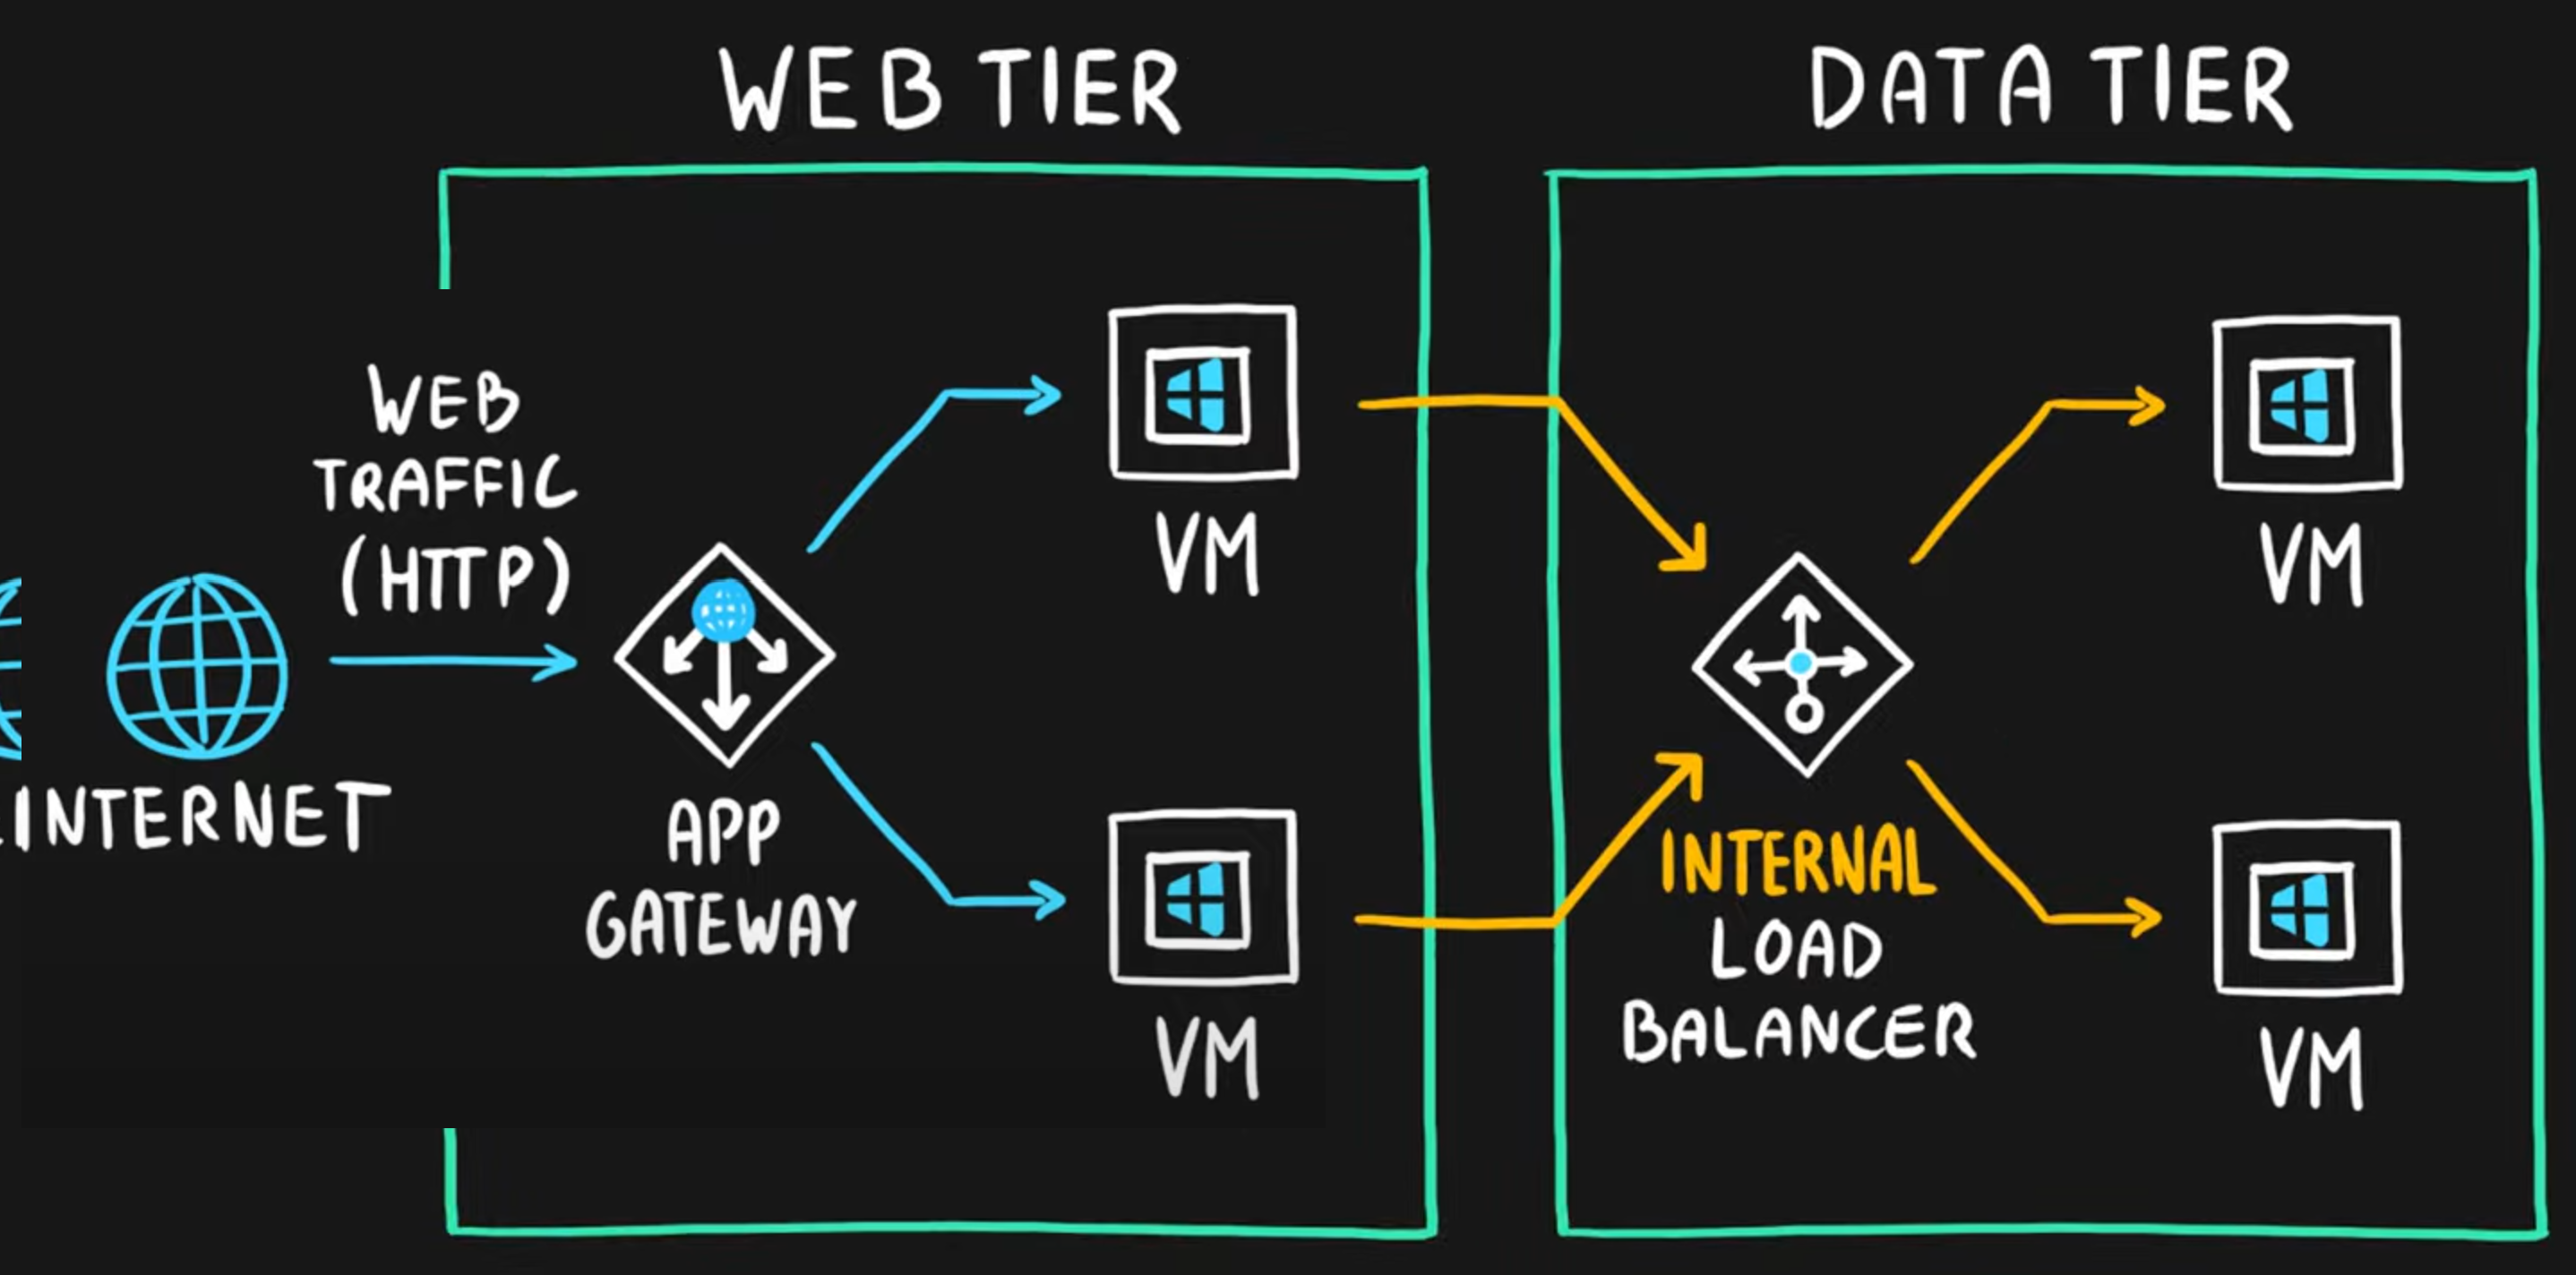 WEB TIER
DATA TIER
WEB
TRAFFIC
(HTTP)
INTERNET
APP
GATEWAY
VM
VM
INTERNAL
LOAD
BALANCER
VM
VM